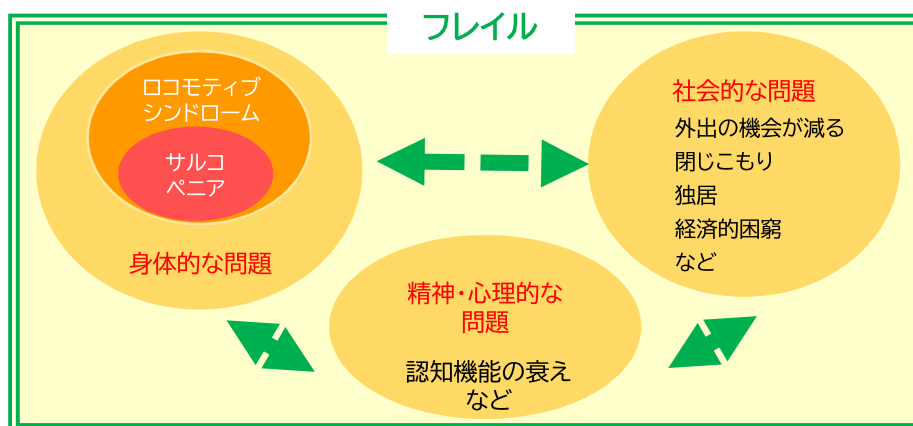 フレイル
ロコモティブ
シンドローム
サルコ
ペニア
身体的な問題
社会的な問題
外出の機会が減る
閉じこもり
独居
経済的困窮
など
精神・心理的な
問題
認知機能の衰え
など